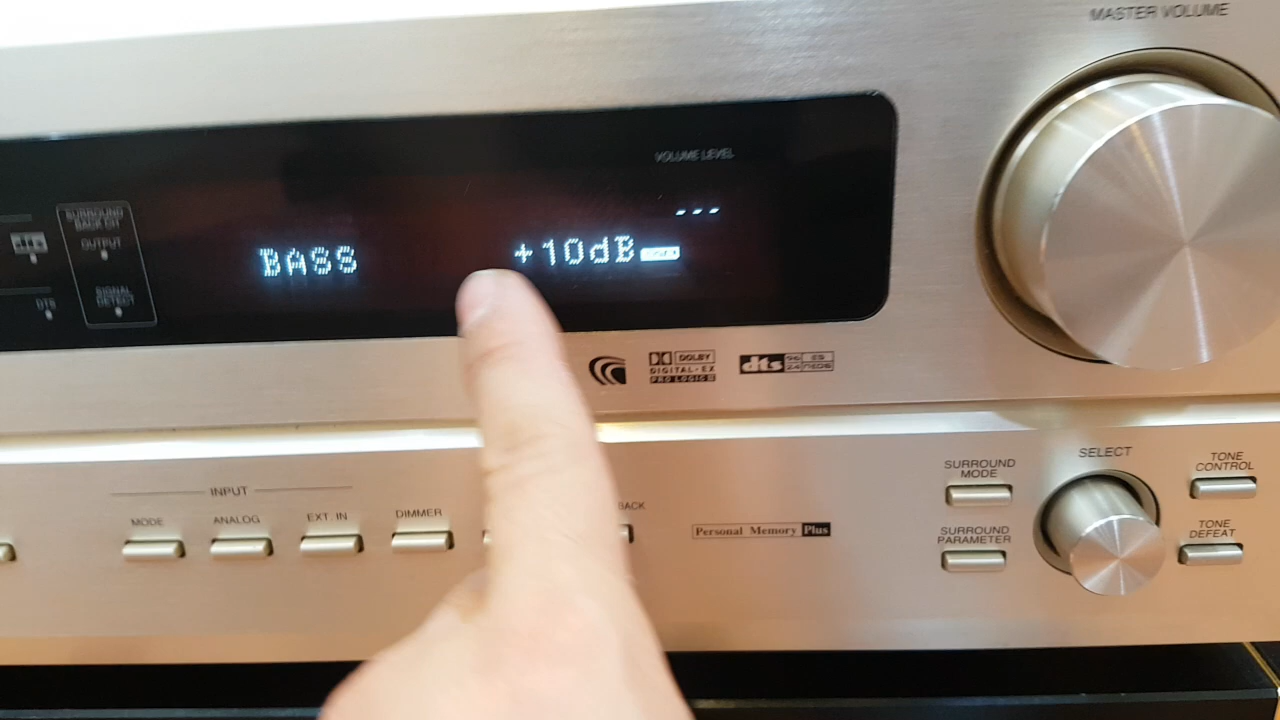 MASTER VOLUME
VOLUME LEVEL
---
SURROUND
BACK CH
OUTPUT
SIGNAL
DETECT
DTS
BASS +10dB
DOLBY
DIGITAL·EX
PRO LOGIC II
dts 96 ES
24 NEO6
INPUT
MODE
ANALOG
EXT. IN
DIMMER
BACK
Personal Memory Plus
SURROUND
MODE
SURROUND
PARAMETER
SELECT
TONE
CONTROL
TONE
DEFEAT